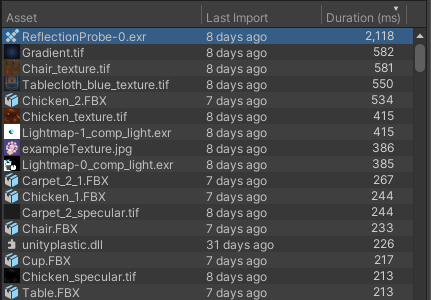 Asset Last Import Duration (ms)
ReflectionProbe-0.exr 8 days ago 2,118
Gradient.tif 8 days ago 582
Chair_texture.tif 8 days ago 581
Tablecloth_blue_texture.tif 8 days ago 550
Chicken_2.FBX 7 days ago 534
Chicken_texture.tif 8 days ago 415
Lightmap-1_comp_light.exr 8 days ago 415
exampleTexture.jpg 8 days ago 386
Lightmap-0_comp_light.exr 8 days ago 385
Carpet_2_1.FBX 7 days ago 267
Chicken_1.FBX 7 days ago 244
Carpet_2_specular.tif 8 days ago 244
Chair.FBX 7 days ago 233
unityplastic.dll 31 days ago 226
Cup.FBX 7 days ago 217
Chicken_specular.tif 8 days ago 213
Table.FBX 7 days ago 213